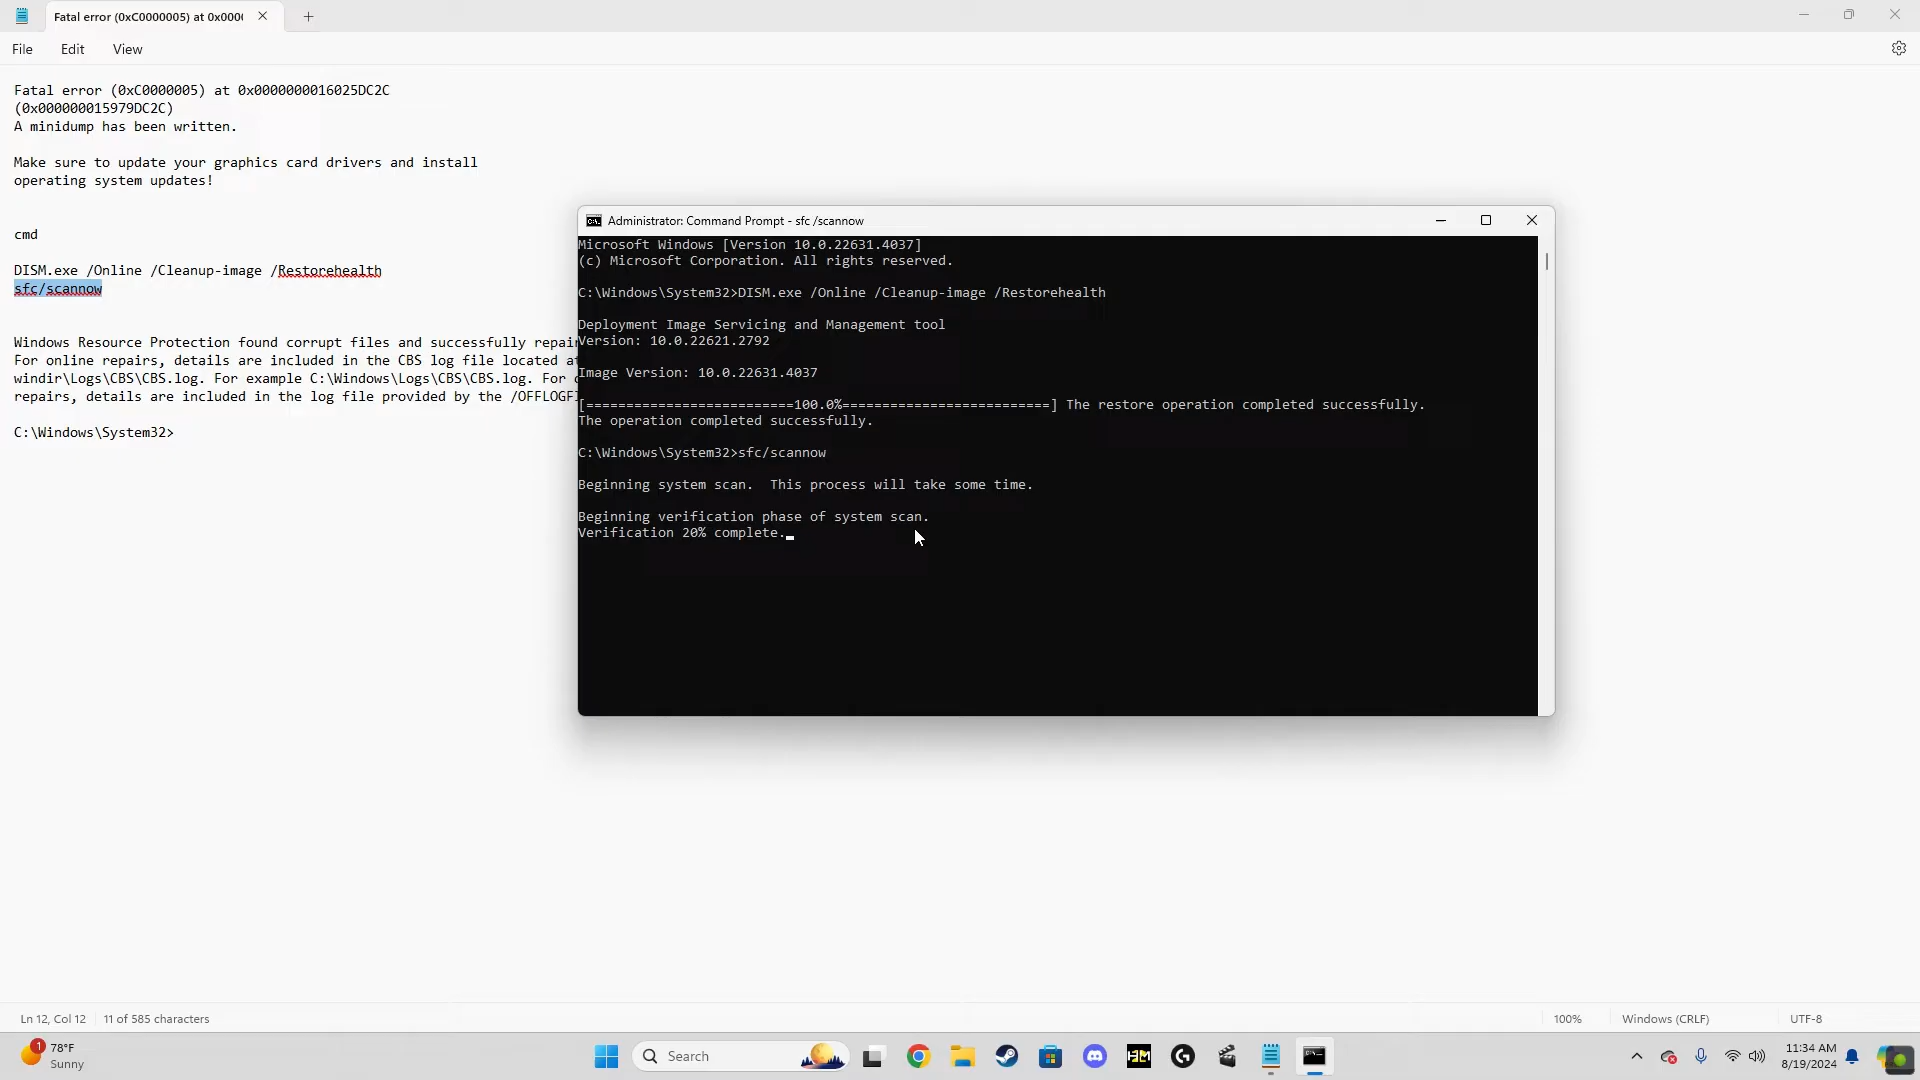 Fatal error (0xC0000005) at 0x000(
File
Edit
View
Fatal error (0xC0000005) at 0x0000000016025DC2C
(0x000000015979DC2C)
A minidump has been written.
Make sure to update your graphics card drivers and install
operating system updates!
cmd
DISM.exe /Online /Cleanup-image /Restorehealth
sfc/scannow
Windows Resource Protection found corrupt files and successfully repair
For online repairs, details are included in the CBS log file located at
windir\Logs\CBS\CBS.log. For example C:\Windows\Logs\CBS\CBS.log. For
repairs, details are included in the log file provided by the /OFFLOGF
C:\Windows\System32>
Administrator: Command Prompt - sfc /scannow
Microsoft Windows [Version 10.0.22631.4037]
(c) Microsoft Corporation. All rights reserved.
C:\Windows\System32>DISM.exe /Online /Cleanup-image /Restorehealth
Deployment Image Servicing and Management tool
Version: 10.0.22621.2792
Image Version: 10.0.22631.4037
[==========================100.0%==========================] The restore operation completed successfully.
The operation completed successfully.
C:\Windows\System32>sfc/scannow
Beginning system scan.  This process will take some time.
Beginning verification phase of system scan.
Verification 20% complete.
Ln 12, Col 12
11 of 585 characters
100%
Windows (CRLF)
UTF-8
1
78°F
Sunny
Search
HM
11:34 AM
8/19/2024